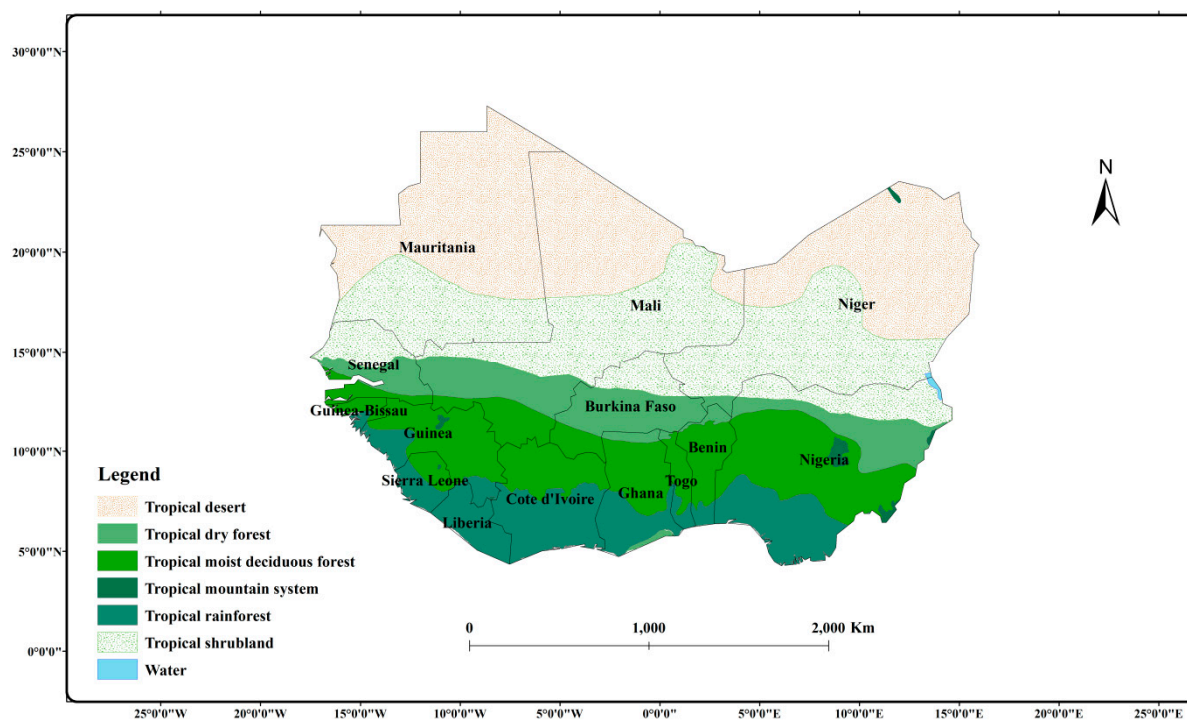 30°0'0"N
25°0'0"N
20°0'0"N
15°0'0"N
10°0'0"N
5°0'0"N
0°0'0"
N
Mauritania
Mali
Niger
Senegal
Burkina Faso
Guinea-Bissau
Guinea
Benin
Nigeria
Sierra Leone
Togo
Cote d'Ivoire
Ghana
Liberia
Legend
Tropical desert
Tropical dry forest
Tropical moist deciduous forest
Tropical mountain system
Tropical rainforest
Tropical shrubland
Water
0 1,000 2,000 Km
25°0'0"W 20°0'0"W 15°0'0"W 10°0'0"W 5°0'0"W 0°0'0"E 5°0'0"E 10°0'0"E 15°0'0"E 20°0'0"E 25°0'0"E